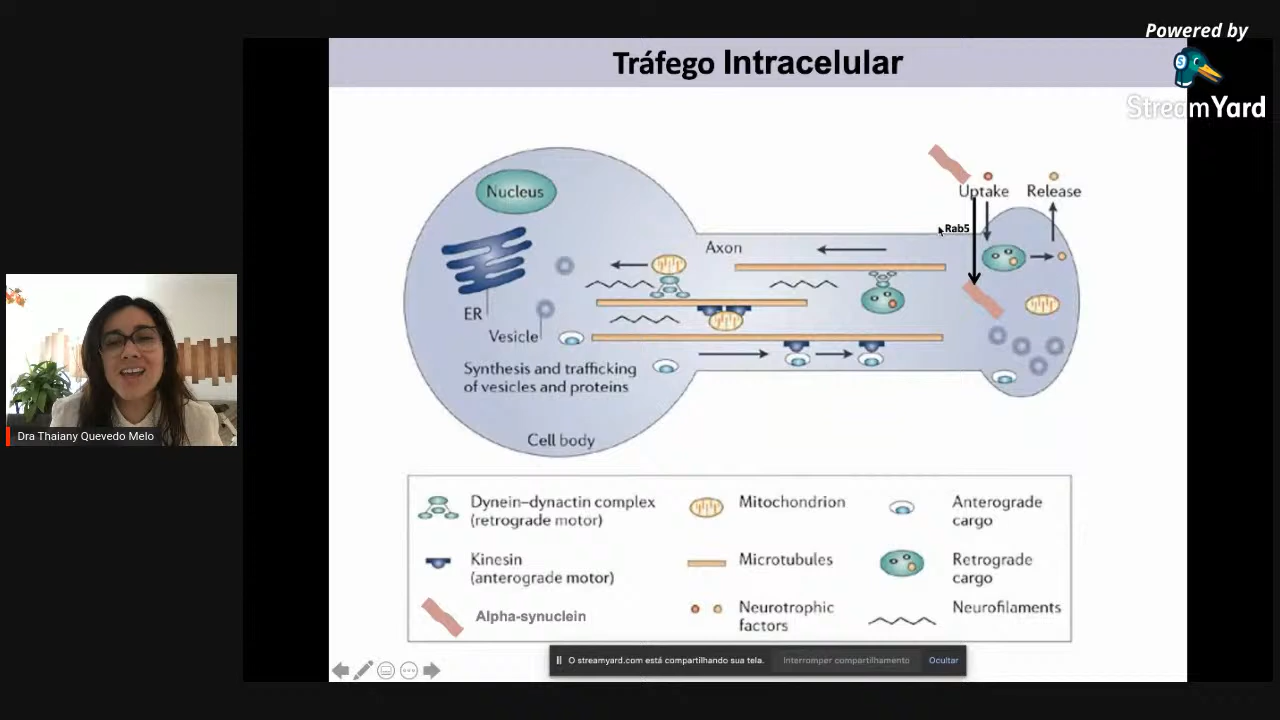 Powered by
StreamYard
Tráfego Intracelular
Nucleus
Uptake
Release
Rab5
Axon
ER
Vesicle
Synthesis and trafficking
of vesicles and proteins
Cell body
Dra Thaiany Quevedo Melo
Dynein–dynactin complex
(retrograde motor)
Mitochondrion
Anterograde
cargo
Kinesin
(anterograde motor)
Microtubules
Retrograde
cargo
Alpha-synuclein
Neurotrophic
factors
Neurofilaments
O streamyard.com está compartilhando sua tela.
Interromper compartilhamento
Ocultar